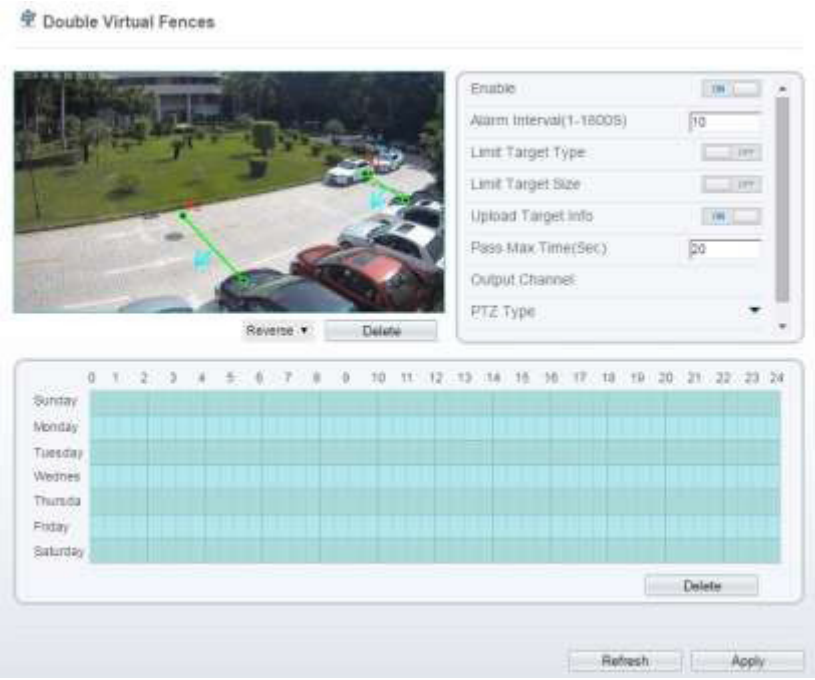 Double Virtual Fences
Enable ON
Alarm Interval(1-1800S) 10
Limit Target Type OFF
Limit Target Size OFF
Upload Target Info ON
Pass Max Time(Sec) 20
Output Channel
PTZ Type
Reverse Delete
0 1 2 3 4 5 6 7 8 9 10 11 12 13 14 15 16 17 18 19 20 21 22 23 24
Sunday
Monday
Tuesday
Wednes
Thursda
Friday
Saturday
Delete
Refresh Apply